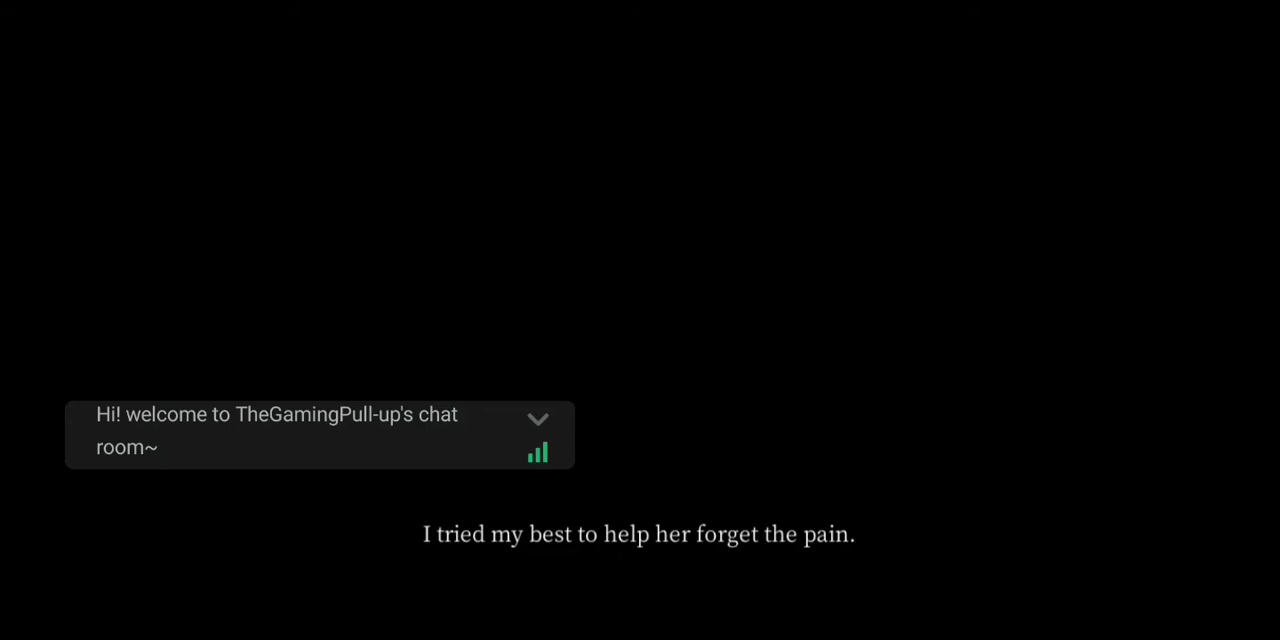 Hi! welcome to TheGamingPull-up's chat
room~
I tried my best to help her forget the pain.